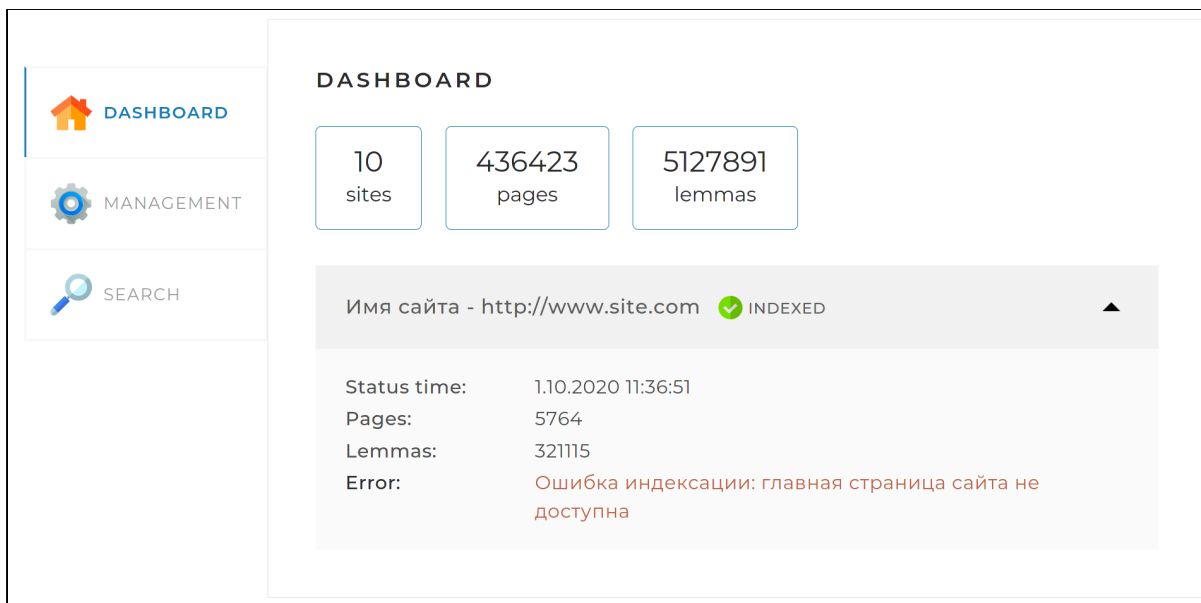 DASHBOARD
MANAGEMENT
SEARCH
DASHBOARD
10
sites
436423
pages
5127891
lemmas
Имя сайта - http://www.site.com INDEXED
Status time: 1.10.2020 11:36:51
Pages: 5764
Lemmas: 321115
Error: Ошибка индексации: главная страница сайта не
доступна